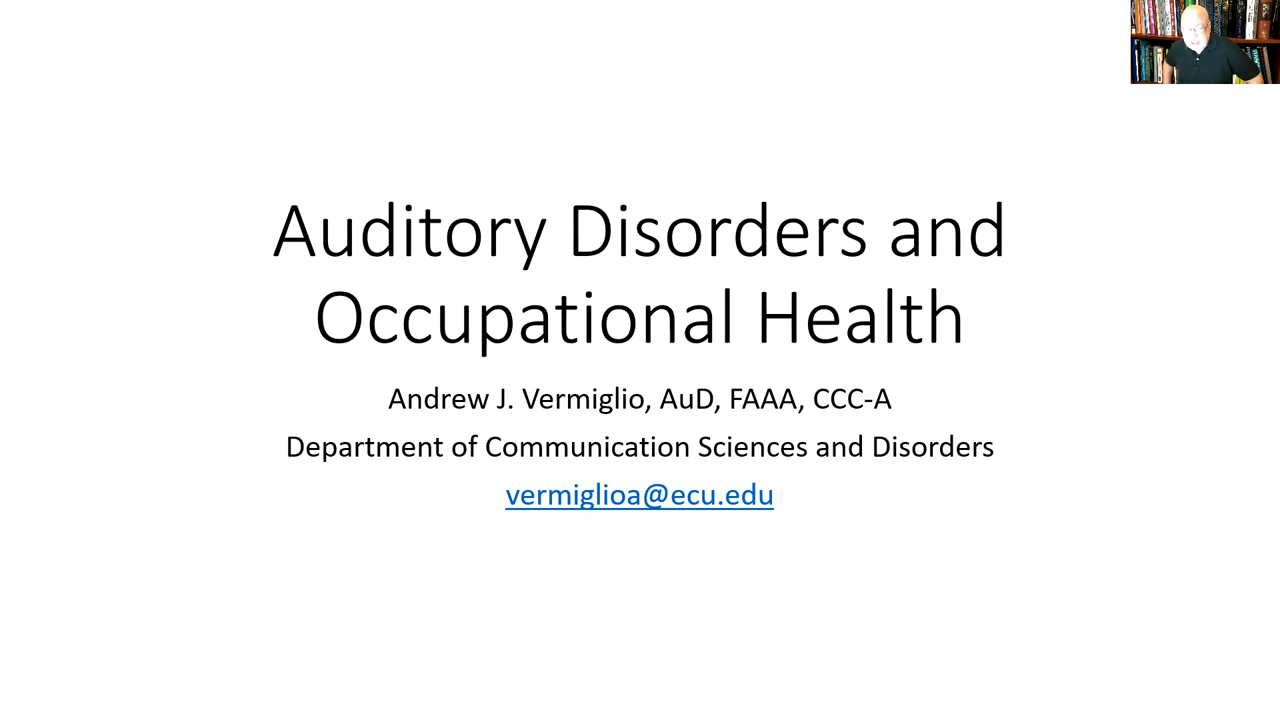 Auditory Disorders and
Occupational Health
Andrew J. Vermiglio, AuD, FAAA, CCC-A
Department of Communication Sciences and Disorders
vermiglioa@ecu.edu